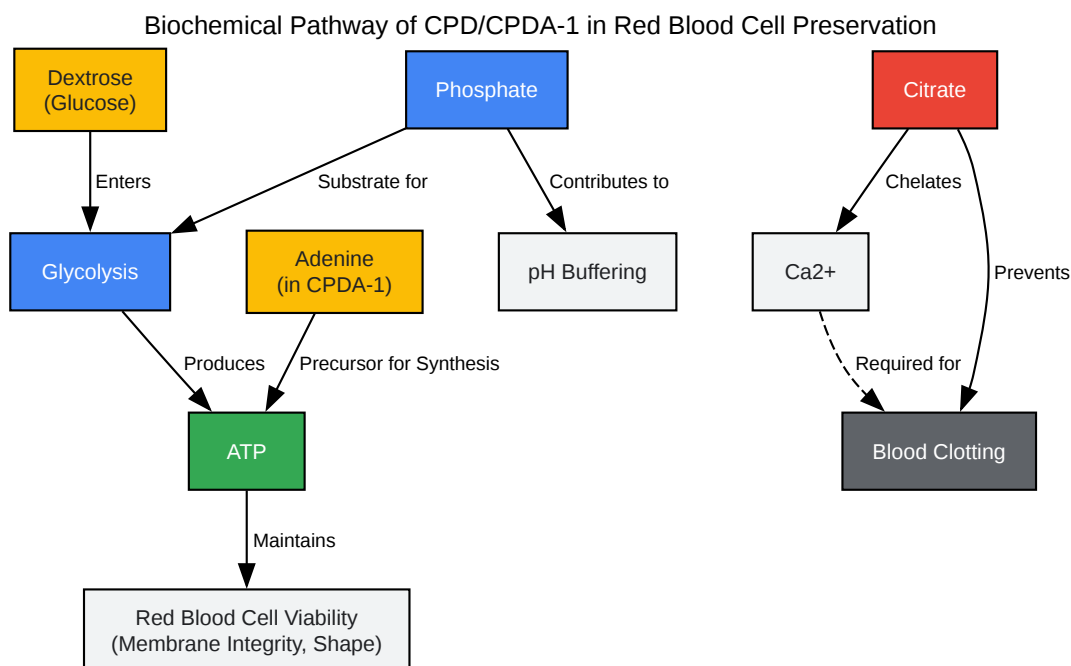 Biochemical Pathway of CPD/CPDA-1 in Red Blood Cell Preservation
Dextrose
(Glucose)
Phosphate
Citrate
Enters
Substrate for
Contributes to
Chelates
Glycolysis
Adenine
(in CPDA-1)
pH Buffering
Ca2+
Prevents
Produces
Precursor for Synthesis
Required for
ATP
Blood Clotting
Maintains
Red Blood Cell Viability
(Membrane Integrity, Shape)